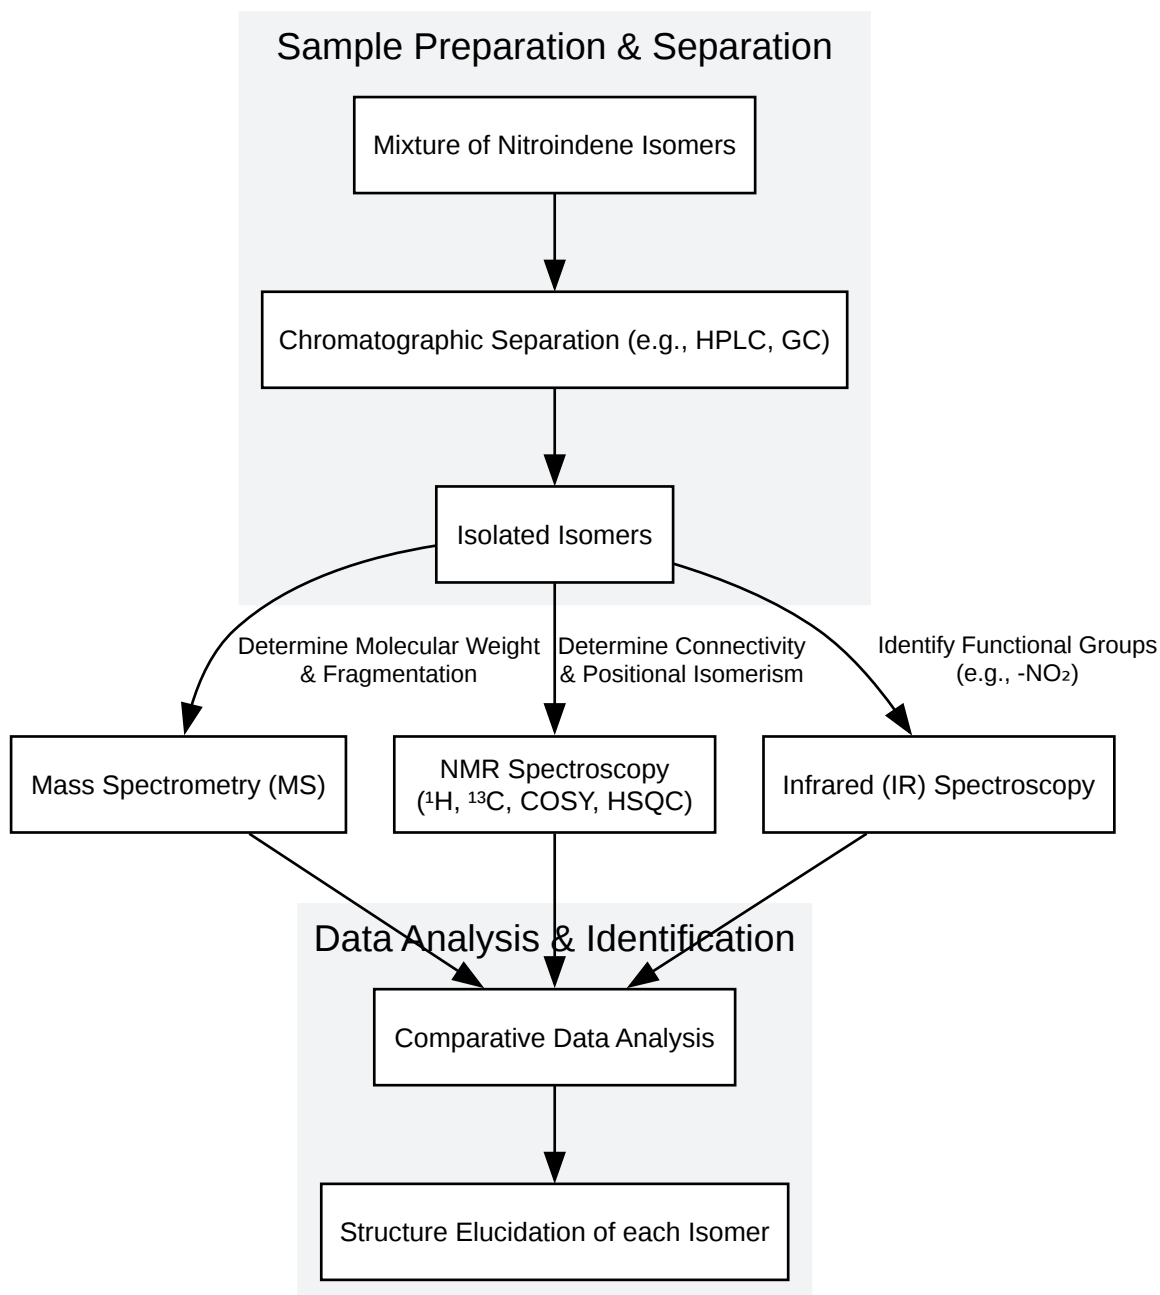 Sample Preparation & Separation
Mixture of Nitroindene Isomers
Chromatographic Separation (e.g., HPLC, GC)
Isolated Isomers
Determine Molecular Weight
& Fragmentation
Determine Connectivity
& Positional Isomerism
Identify Functional Groups
(e.g., -NO₂)
Mass Spectrometry (MS)
NMR Spectroscopy
(¹H, ¹³C, COSY, HSQC)
Infrared (IR) Spectroscopy
Data Analysis & Identification
Comparative Data Analysis
Structure Elucidation of each Isomer